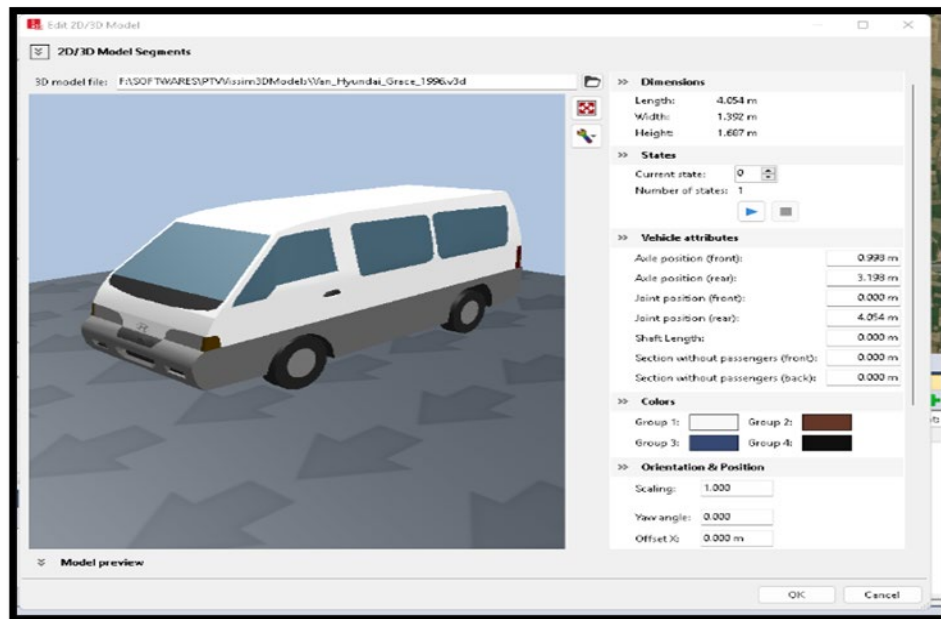 Edit 2D/3D Model
2D/3D Model Segments
3D model file: F:\SOFTWARES\PTVVissim3DModels\Van_Hyundai_Grace_1996.v3d
Dimensions
Length: 4.054 m
Width: 1.392 m
Height: 1.687 m
States
Current state: 0
Number of states: 1
Vehicle attributes
Axle position (front): 0.998 m
Axle position (rear): 3.198 m
Joint position (front): 0.000 m
Joint position (rear): 4.054 m
Shaft Length: 0.000 m
Section without passengers (front): 0.000 m
Section without passengers (back): 0.000 m
Colors
Group 1: Group 2:
Group 3: Group 4:
Orientation & Position
Scaling: 1.000
Yaw angle: 0.000
Offset X: 0.000 m
Model preview
OK Cancel